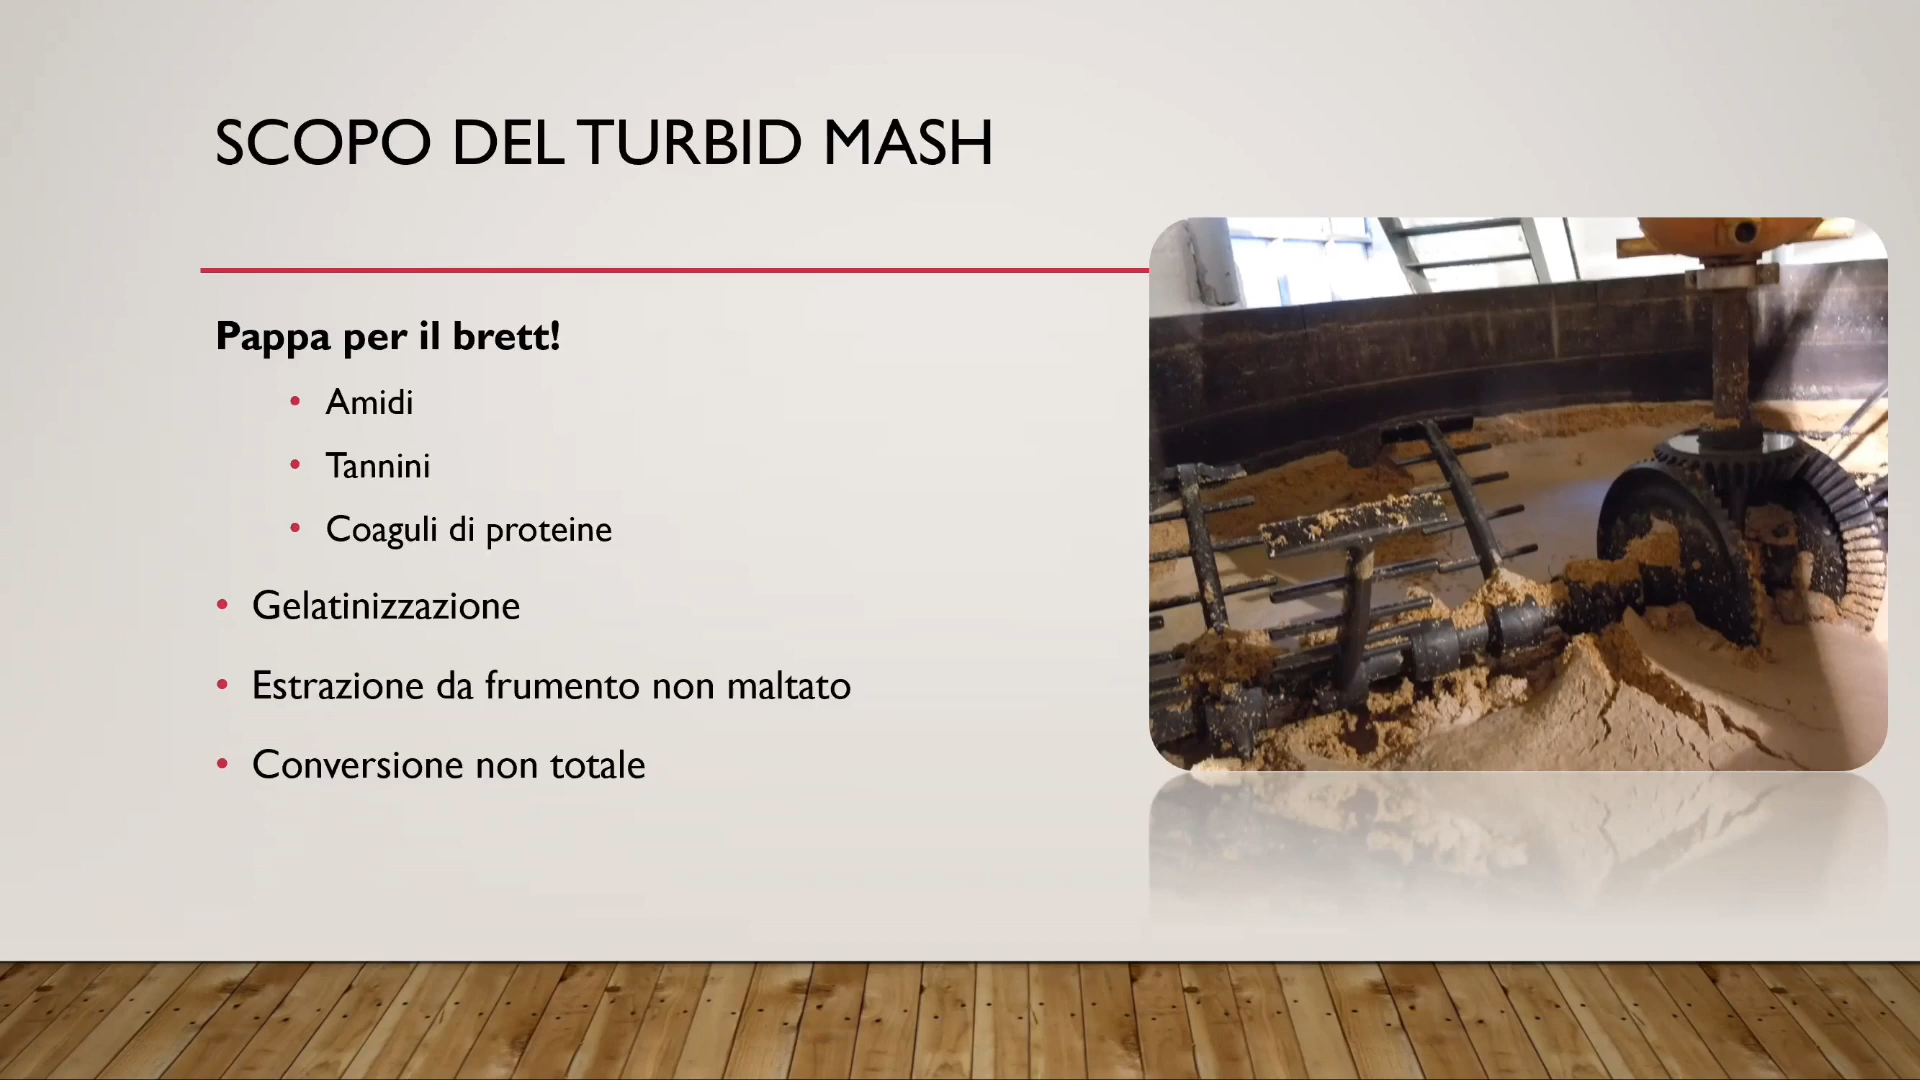 SCOPO DEL TURBID MASH
Pappa per il brett!
• Amidi
• Tannini
• Coaguli di proteine
• Gelatinizzazione
• Estrazione da frumento non maltato
• Conversione non totale